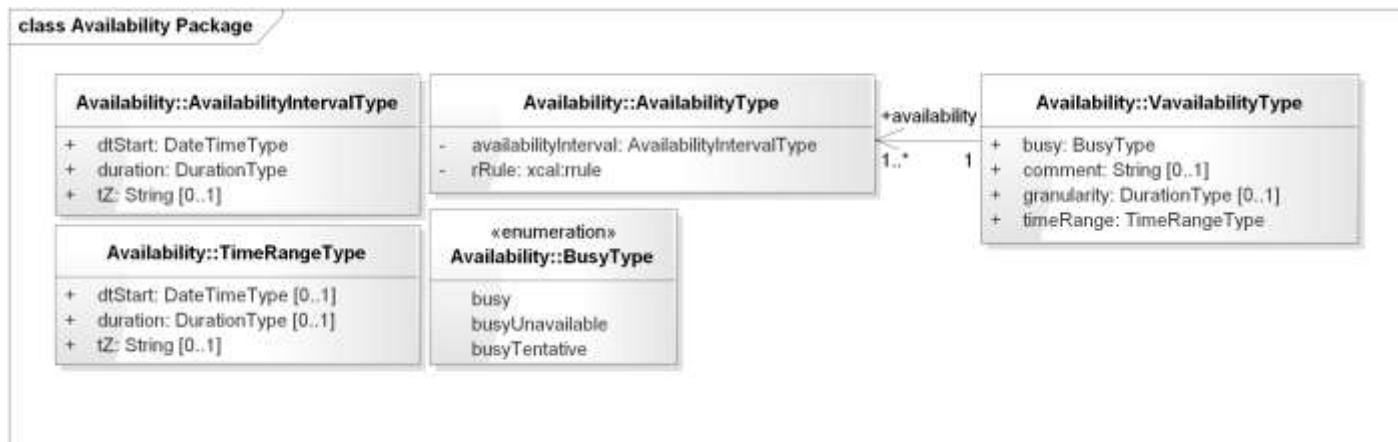 class Availability Package
Availability::AvailabilityIntervalType
+ dtStart: DateTimeType
+ duration: DurationType
+ tZ: String [0..1]
Availability::AvailabilityType
- availabilityInterval: AvailabilityIntervalType
- rRule: xcal:rrule
+availability
1..*
1
Availability::VavailabilityType
+ busy: BusyType
+ comment: String [0..1]
+ granularity: DurationType [0..1]
+ timeRange: TimeRangeType
Availability::TimeRangeType
+ dtStart: DateTimeType [0..1]
+ duration: DurationType [0..1]
+ tZ: String [0..1]
«enumeration»
Availability::BusyType
busy
busyUnavailable
busyTentative